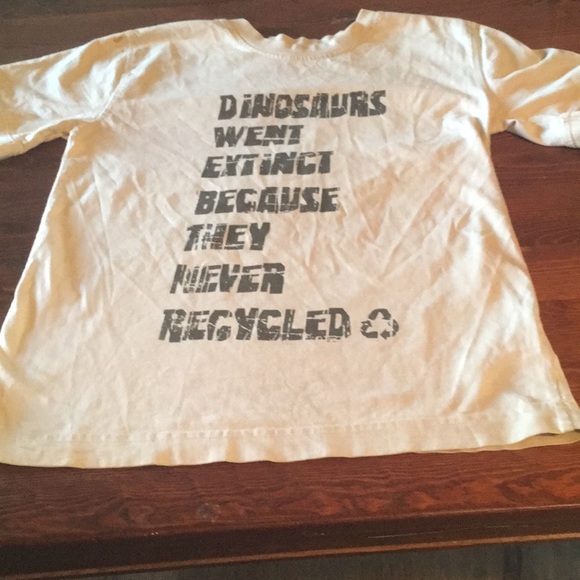 DINOSAURS
WENT
EXTINCT
BECAUSE
THEY
NEVER
RECYCLED